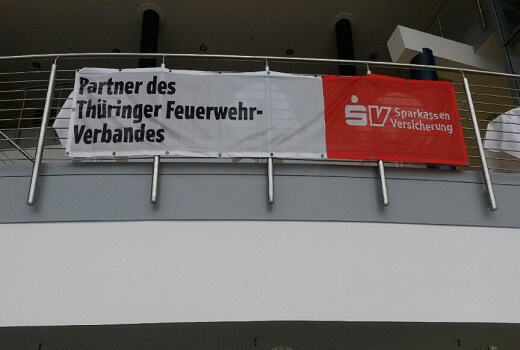 Partner des
Thüringer Feuerwehr-
Verbandes
SV Sparkassen
Versicherung